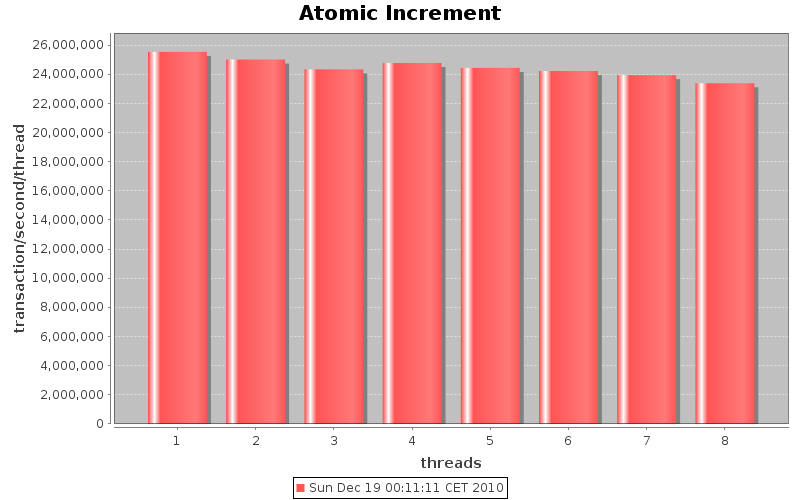 Atomic Increment
transaction/second/thread
26,000,000
24,000,000
22,000,000
20,000,000
18,000,000
16,000,000
14,000,000
12,000,000
10,000,000
8,000,000
6,000,000
4,000,000
2,000,000
0
1 2 3 4 5 6 7 8
threads
Sun Dec 19 00:11:11 CET 2010